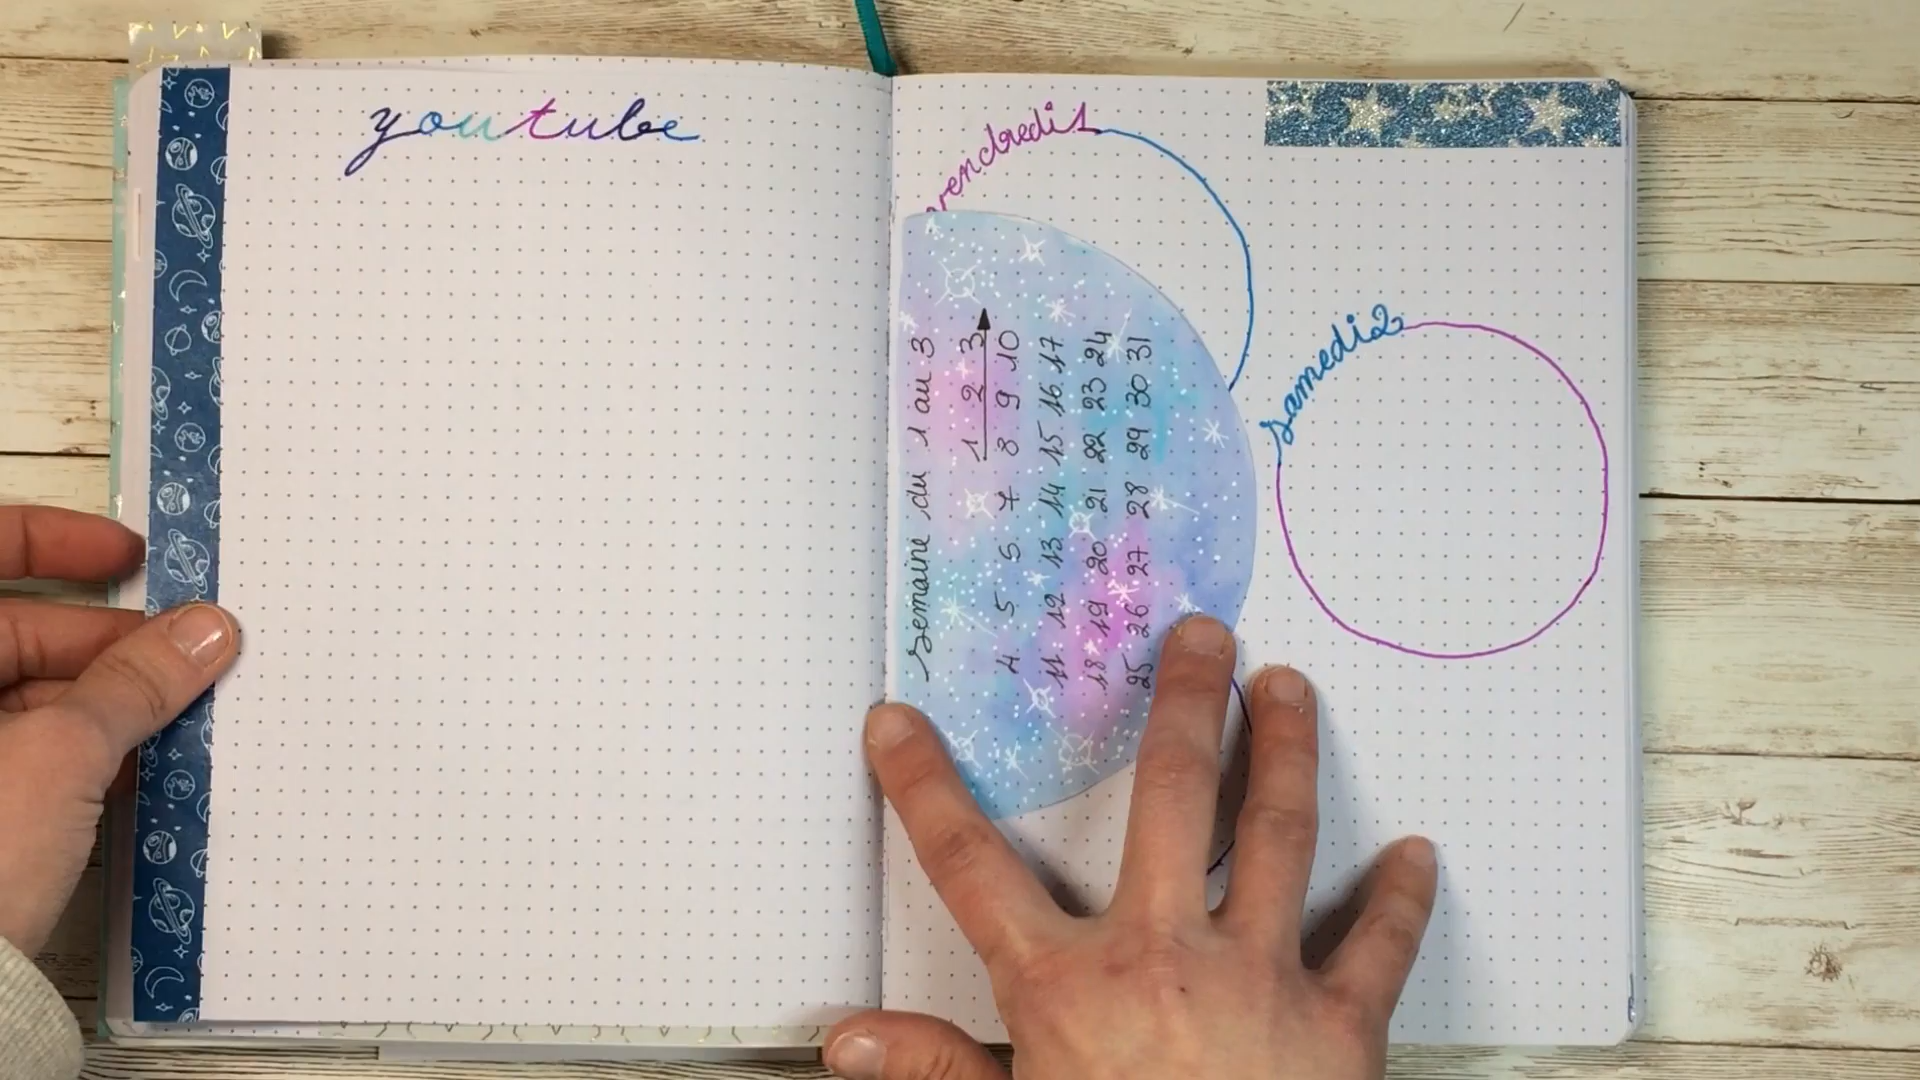 youtube
vendredi 1
samedi 2
semaine du 1 au 3
1 2 3
4 5 5 7 8 9 10
11 12 13 14 15 16 17
18 19 20 21 22 23 24
25 26 27 28 29 30 31